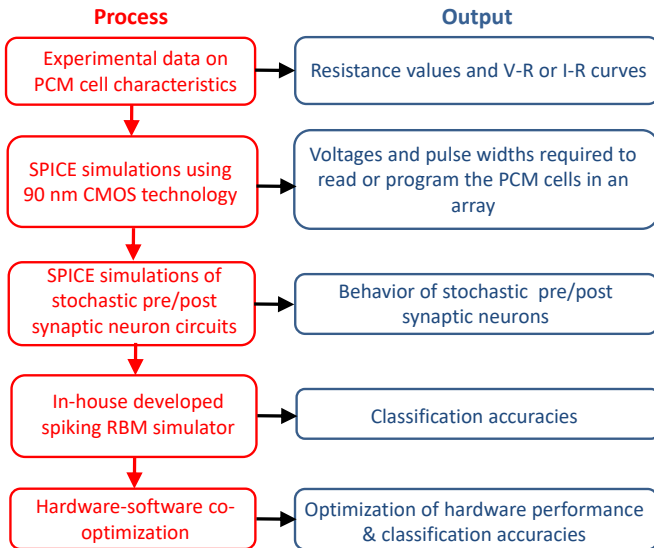 Process
Output
Experimental data on
PCM cell characteristics
Resistance values and V-R or I-R curves
SPICE simulations using
90 nm CMOS technology
Voltages and pulse widths required to
read or program the PCM cells in an
array
SPICE simulations of
stochastic pre/post
synaptic neuron circuits
Behavior of stochastic pre/post
synaptic neurons
In-house developed
spiking RBM simulator
Classification accuracies
Hardware-software co-
optimization
Optimization of hardware performance
& classification accuracies